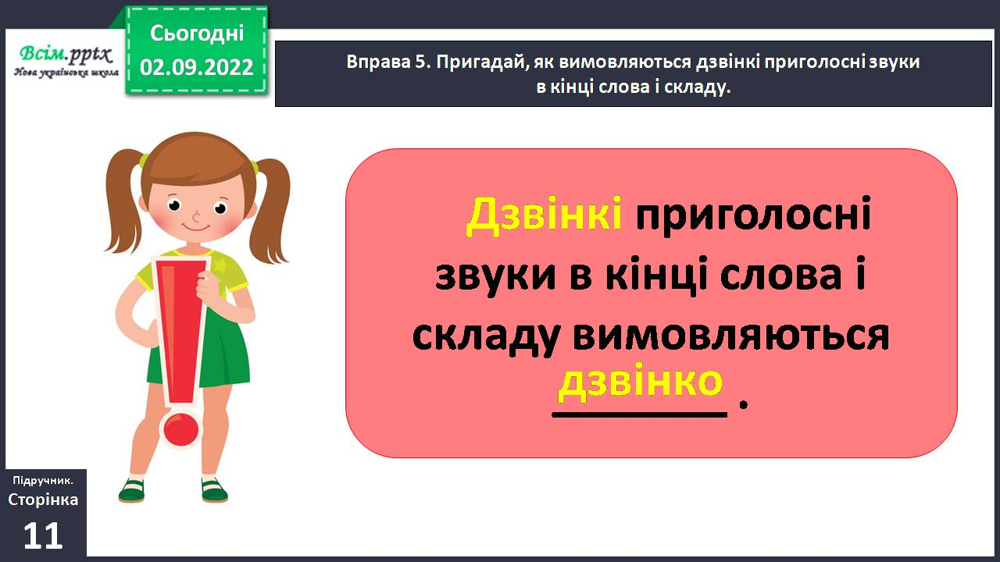 Всім.pptx
Нова українська школа
Сьогодні
02.09.2022
Вправа 5. Пригадай, як вимовляються дзвінкі приголосні звуки
в кінці слова і складу.
Дзвінкі приголосні
звуки в кінці слова і
складу вимовляються
дзвінко .
Підручник.
Сторінка
11